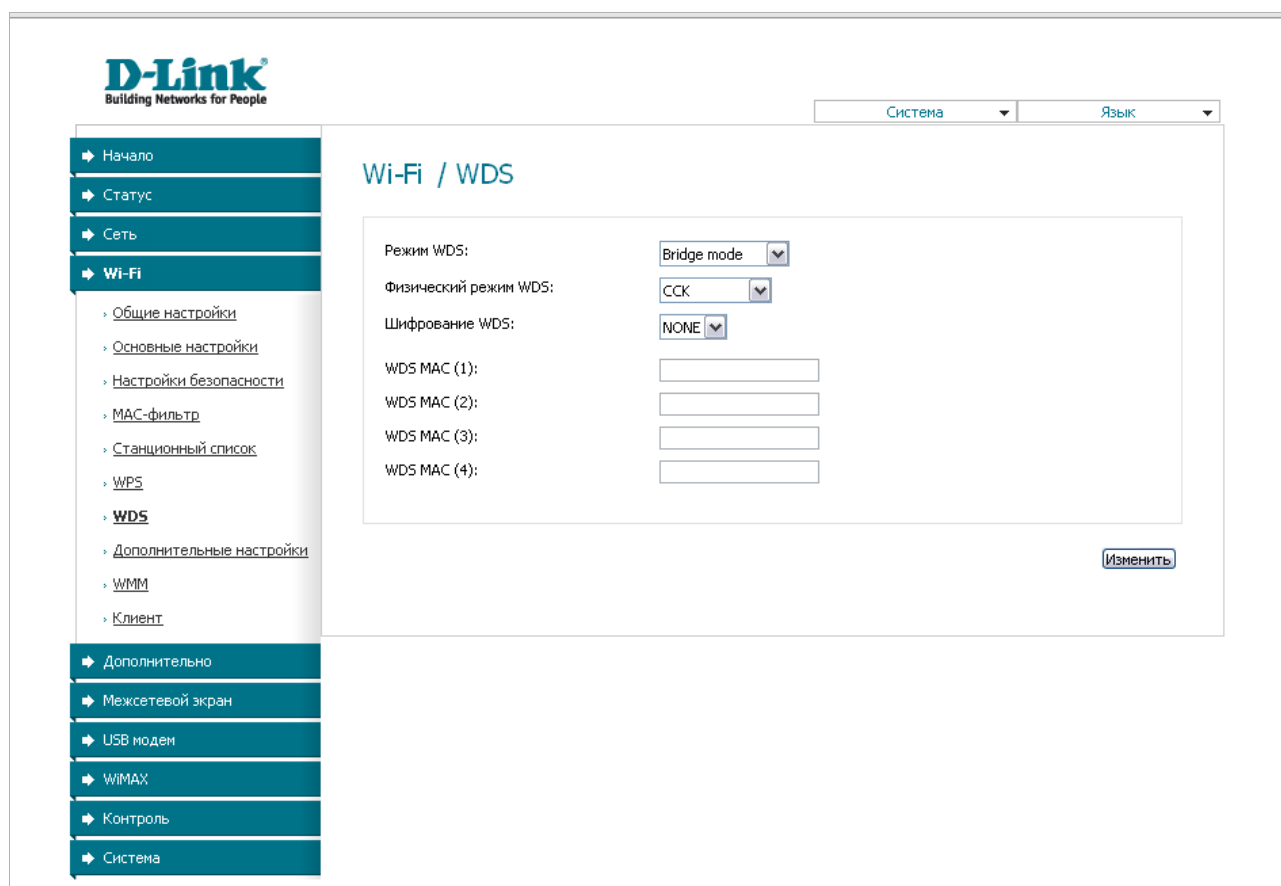 D-Link
Building Networks for People
Система
Язык
Начало
Статус
Сеть
Wi-Fi
Общие настройки
Основные настройки
Настройки безопасности
MAC-фильтр
Станционный список
WPS
WDS
Дополнительные настройки
WMM
Клиент
Дополнительно
Межсетевой экран
USB модем
WiMAX
Контроль
Система
Wi-Fi / WDS
Режим WDS: Bridge mode
Физический режим WDS: CCK
Шифрование WDS: NONE
WDS MAC (1):
WDS MAC (2):
WDS MAC (3):
WDS MAC (4):
Изменить